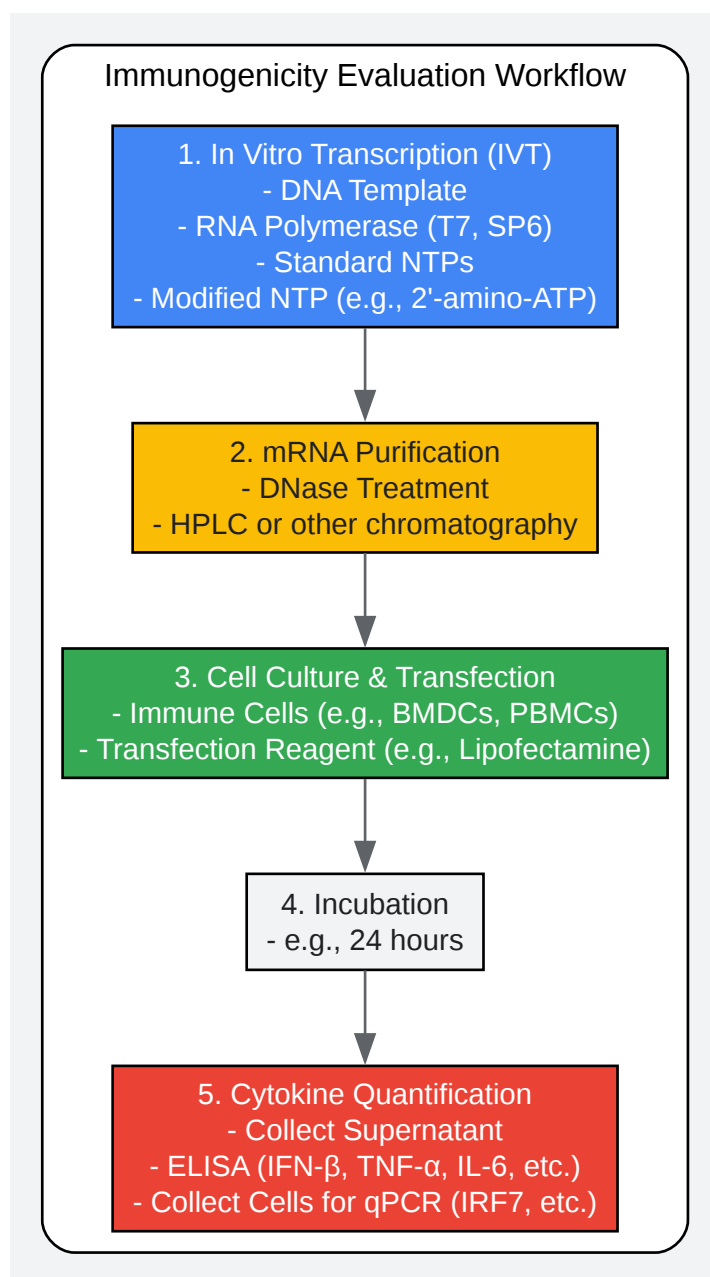 Immunogenicity Evaluation Workflow
1. In Vitro Transcription (IVT)
- DNA Template
- RNA Polymerase (T7, SP6)
- Standard NTPs
- Modified NTP (e.g., 2'-amino-ATP)
2. mRNA Purification
- DNase Treatment
- HPLC or other chromatography
3. Cell Culture & Transfection
- Immune Cells (e.g., BMDCs, PBMCs)
- Transfection Reagent (e.g., Lipofectamine)
4. Incubation
- e.g., 24 hours
5. Cytokine Quantification
- Collect Supernatant
- ELISA (IFN-β, TNF-α, IL-6, etc.)
- Collect Cells for qPCR (IRF7, etc.)